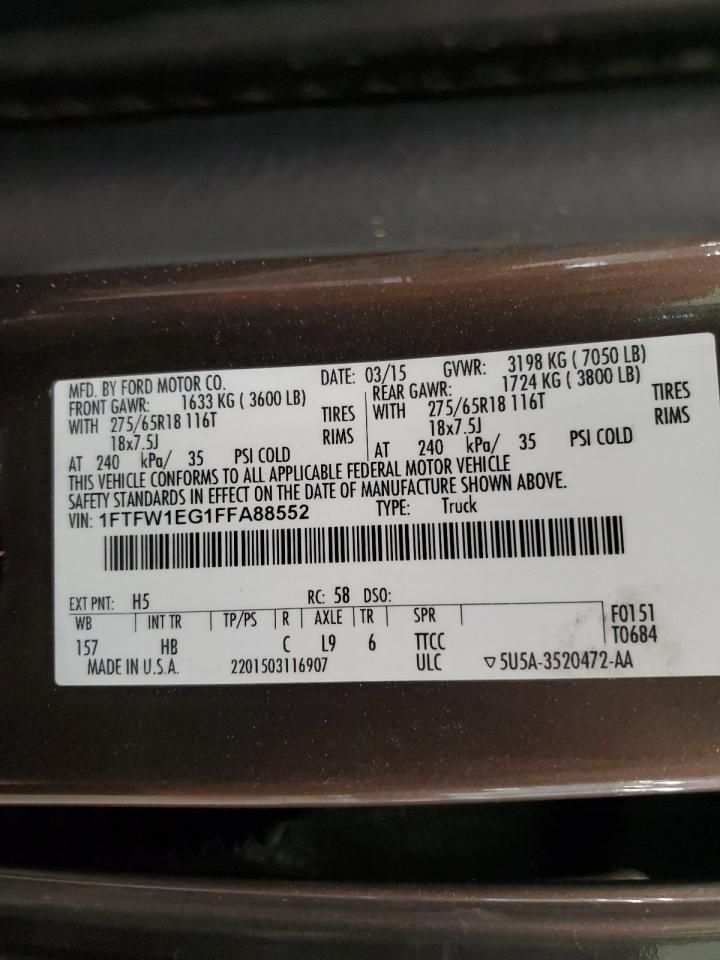 MFD. BY FORD MOTOR CO.
DATE: 03/15 GVWR: 3198 KG ( 7050 LB)
FRONT GAWR: 1633 KG ( 3600 LB)
WITH 275/65R18 116T TIRES
18x7.5J RIMS
AT 240 kPa/ 35 PSI COLD
REAR GAWR: 1724 KG ( 3800 LB)
WITH 275/65R18 116T TIRES
18x7.5J RIMS
AT 240 kPa/ 35 PSI COLD
THIS VEHICLE CONFORMS TO ALL APPLICABLE FEDERAL MOTOR VEHICLE
SAFETY STANDARDS IN EFFECT ON THE DATE OF MANUFACTURE SHOWN ABOVE.
VIN: 1FTFW1EG1FFA88552 TYPE: Truck
EXT PNT: H5 RC: 58 DSO:
WB INT TR TP/PS R AXLE TR SPR F0151
157 HB C L9 6 TTCC T0684
MADE IN U.S.A. 2201503116907 ULC ▽5U5A-3520472-AA